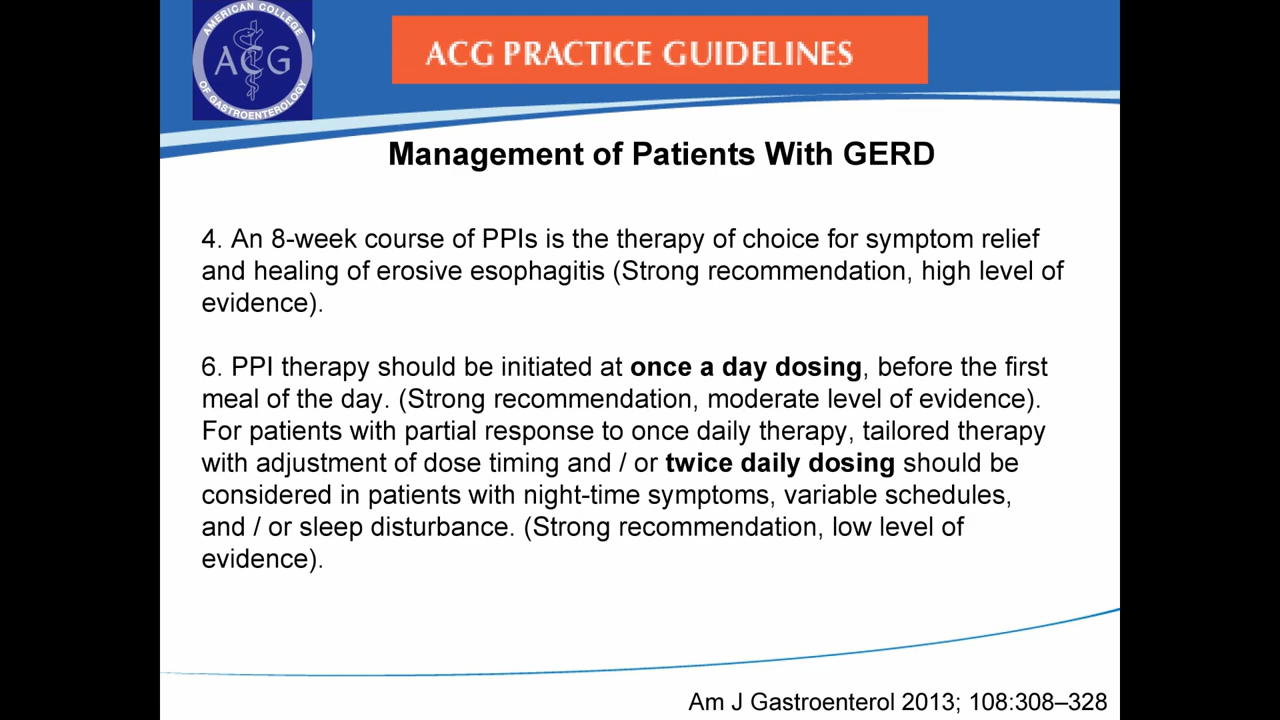 AMERICAN COLLEGE
ACG
OF GASTROENTEROLOGY
ACG PRACTICE GUIDELINES
Management of Patients With GERD
4. An 8-week course of PPIs is the therapy of choice for symptom relief
and healing of erosive esophagitis (Strong recommendation, high level of
evidence).
6. PPI therapy should be initiated at once a day dosing, before the first
meal of the day. (Strong recommendation, moderate level of evidence).
For patients with partial response to once daily therapy, tailored therapy
with adjustment of dose timing and / or twice daily dosing should be
considered in patients with night-time symptoms, variable schedules,
and / or sleep disturbance. (Strong recommendation, low level of
evidence).
Am J Gastroenterol 2013; 108:308–328